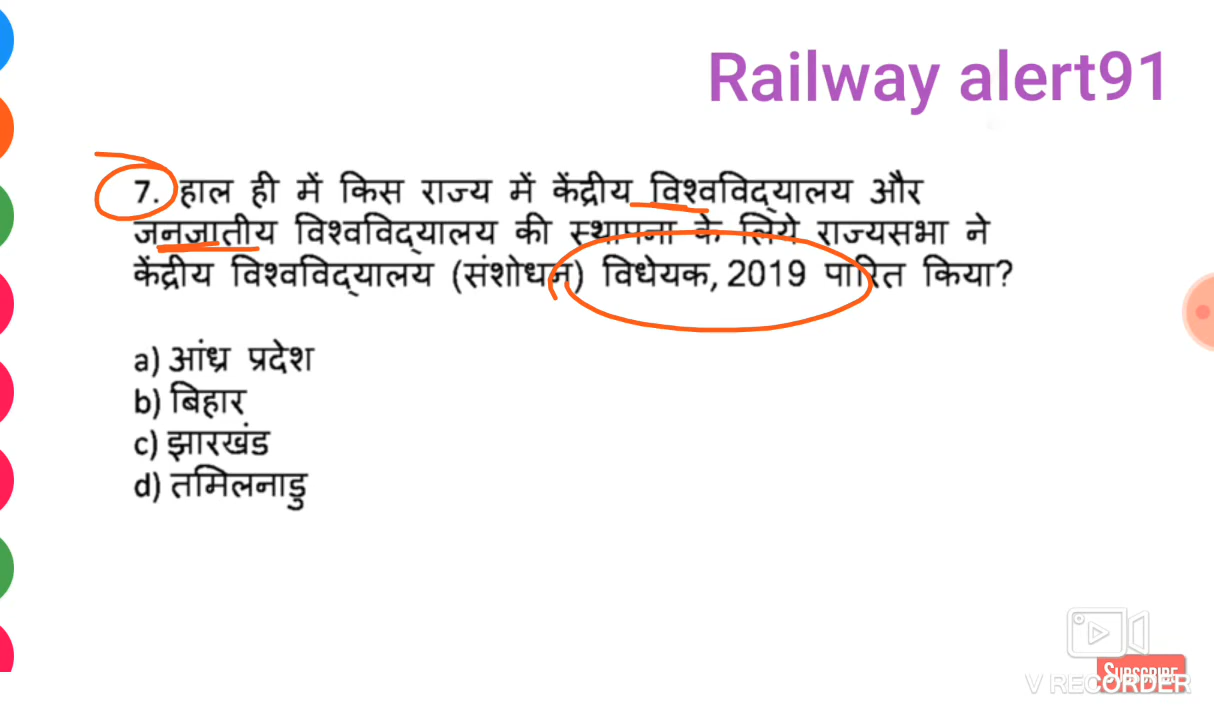 Railway alert91
7. हाल ही में किस राज्य में केंद्रीय विश्वविद्यालय और
जनजातीय विश्वविद्यालय की स्थापना के लिये राज्यसभा ने
केंद्रीय विश्वविद्यालय (संशोधन) विधेयक, 2019 पारित किया?
a) आंध्र प्रदेश
b) बिहार
c) झारखंड
d) तमिलनाडु
SUBSCRIBE
V RECORDER